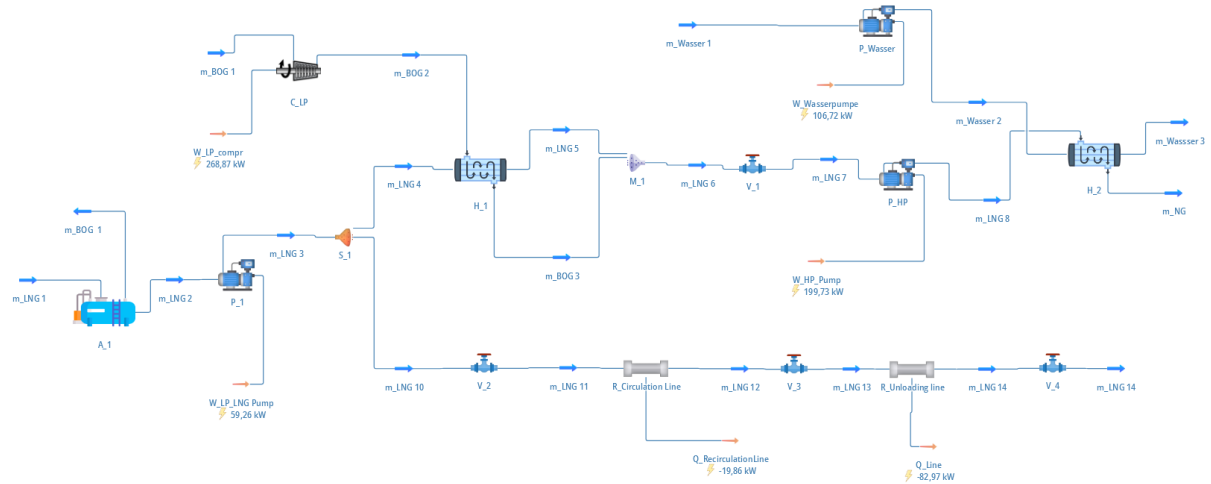 m_Wasser 1
P_Wasser
m_BOG 1
C_LP
m_BOG 2
W_Wasserpumpe
106,72 kW
m_Wasser 2
m_Wassser 3
W_LP_compr
268,87 kW
m_LNG 5
m_LNG 4
H_1
M_1
m_LNG 6
V_1
m_LNG 7
P_HP
m_LNG 8
H_2
m_NG
m_BOG 1
m_LNG 3
S_1
m_BOG 3
W_HP_Pump
199,73 kW
m_LNG 1
m_LNG 2
P_1
A_1
m_LNG 10
V_2
m_LNG 11
R_Circulation Line
m_LNG 12
V_3
m_LNG 13
R_Unloading line
m_LNG 14
V_4
m_LNG 14
W_LP_LNG Pump
59,26 kW
Q_RecirculationLine
-19,86 kW
Q_Line
-82,97 kW